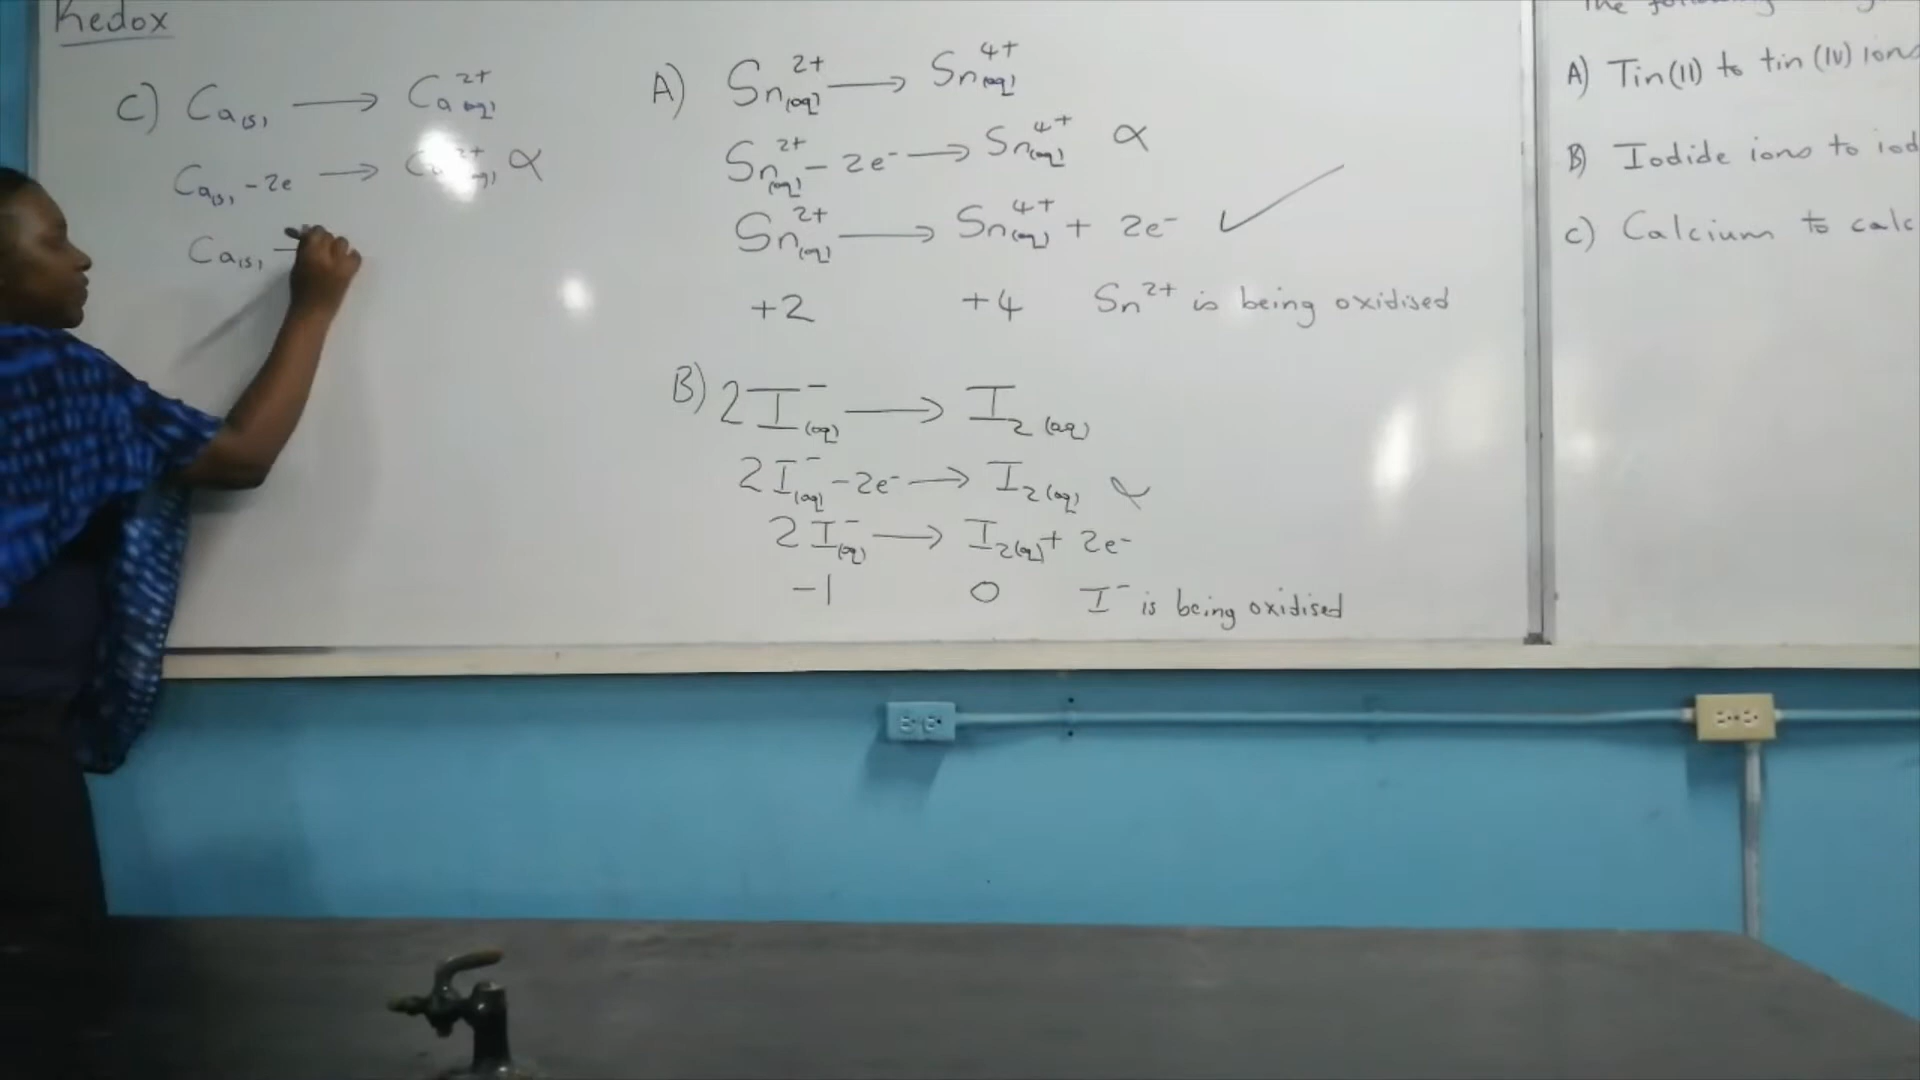 Redox
C) Ca(s) ⟶ Ca²⁺(aq)
Ca(s) - 2e ⟶ Ca²⁺(aq) ∝
Ca(s) -
A) Sn²⁺(aq) ⟶ Sn⁴⁺(aq)
Sn²⁺(aq) - 2e⁻ ⟶ Sn⁴⁺(aq) ∝
Sn²⁺(aq) ⟶ Sn⁴⁺(aq) + 2e⁻ ✓
+2 +4 Sn²⁺ is being oxidised
B) 2I⁻(aq) ⟶ I₂(aq)
2I⁻(aq) - 2e⁻ ⟶ I₂(aq) ∝
2I⁻(aq) ⟶ I₂(aq) + 2e⁻
-1 0 I⁻ is being oxidised
The following
A) Tin(II) to tin (IV) ions
B) Iodide ions to iod
C) Calcium to calc